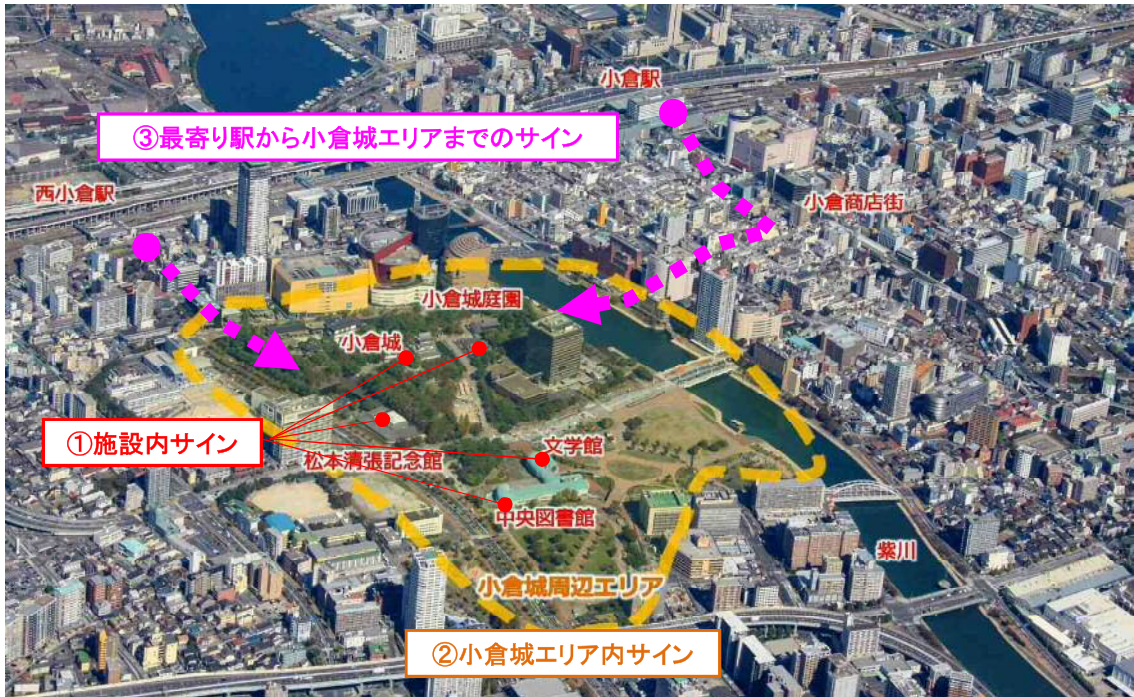 小倉駅
③最寄り駅から小倉城エリアまでのサイン
西小倉駅
小倉商店街
小倉城庭園
小倉城
①施設内サイン
文学館
松本清張記念館
中央図書館
紫川
小倉城周辺エリア
②小倉城エリア内サイン